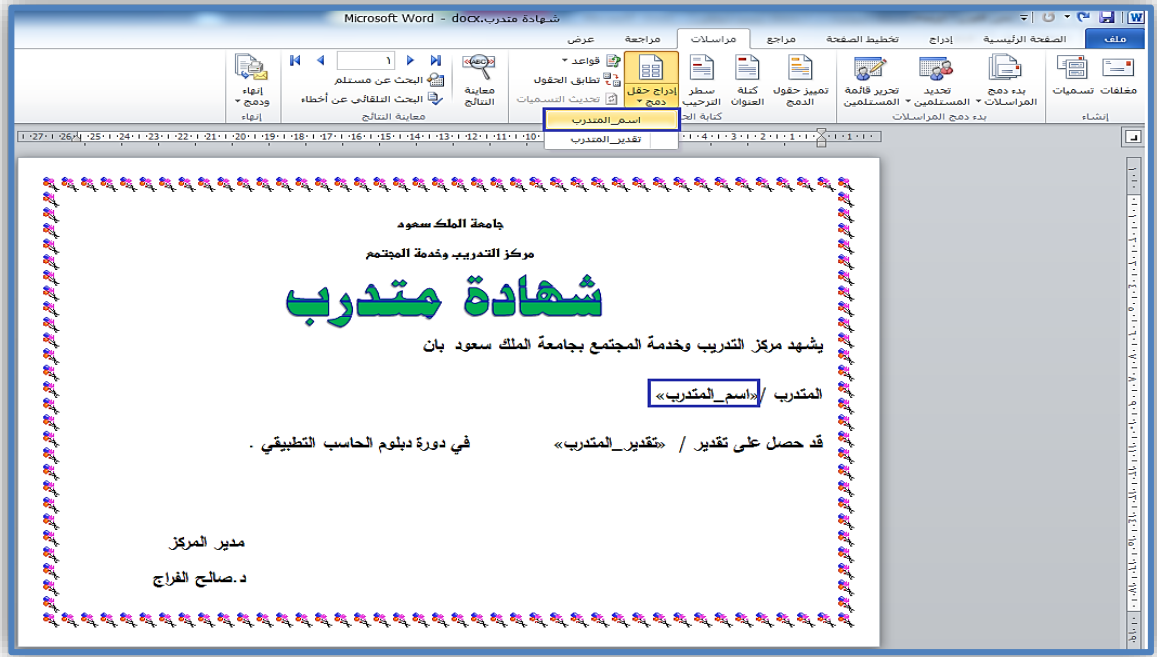 شهادة متدرب.docx - Microsoft Word
ملف الصفحة الرئيسية إدراج تخطيط الصفحة مراجع مراسلات مراجعة عرض
مغلفات تسميات
بدء دمج المراسلات
تحديد المستلمين
تحرير قائمة المستلمين
تمييز حقول الدمج
كتلة العنوان
سطر الترحيب
إدراج حقل دمج
قواعد
تطابق الحقول
تحديث التسميات
معاينة النتائج
١
البحث عن مستلم
البحث التلقائي عن أخطاء
إنهاء ودمج
إنشاء بدء دمج المراسلات كتابة معاينة النتائج إنهاء
اسم_المتدرب
تقدير_المتدرب
جامعة الملك سعود
مركز التدريب وخدمة المجتمع
شهادة متدرب
يشهد مركز التدريب وخدمة المجتمع بجامعة الملك سعود بان
المتدرب /«اسم_المتدرب»
قد حصل على تقدير / «تقدير_المتدرب» في دورة دبلوم الحاسب التطبيقي .
مدير المركز
د.صالح الفراج